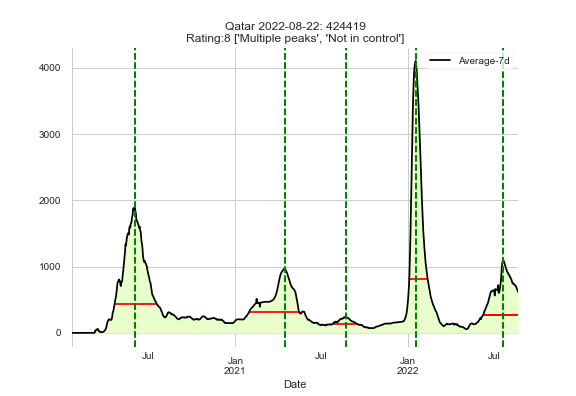 Qatar 2022-08-22: 424419
Rating:8 ['Multiple peaks', 'Not in control']
Average-7d
4000
3000
2000
1000
0
Jul
Jan
2021
Jul
Jan
2022
Jul
Date